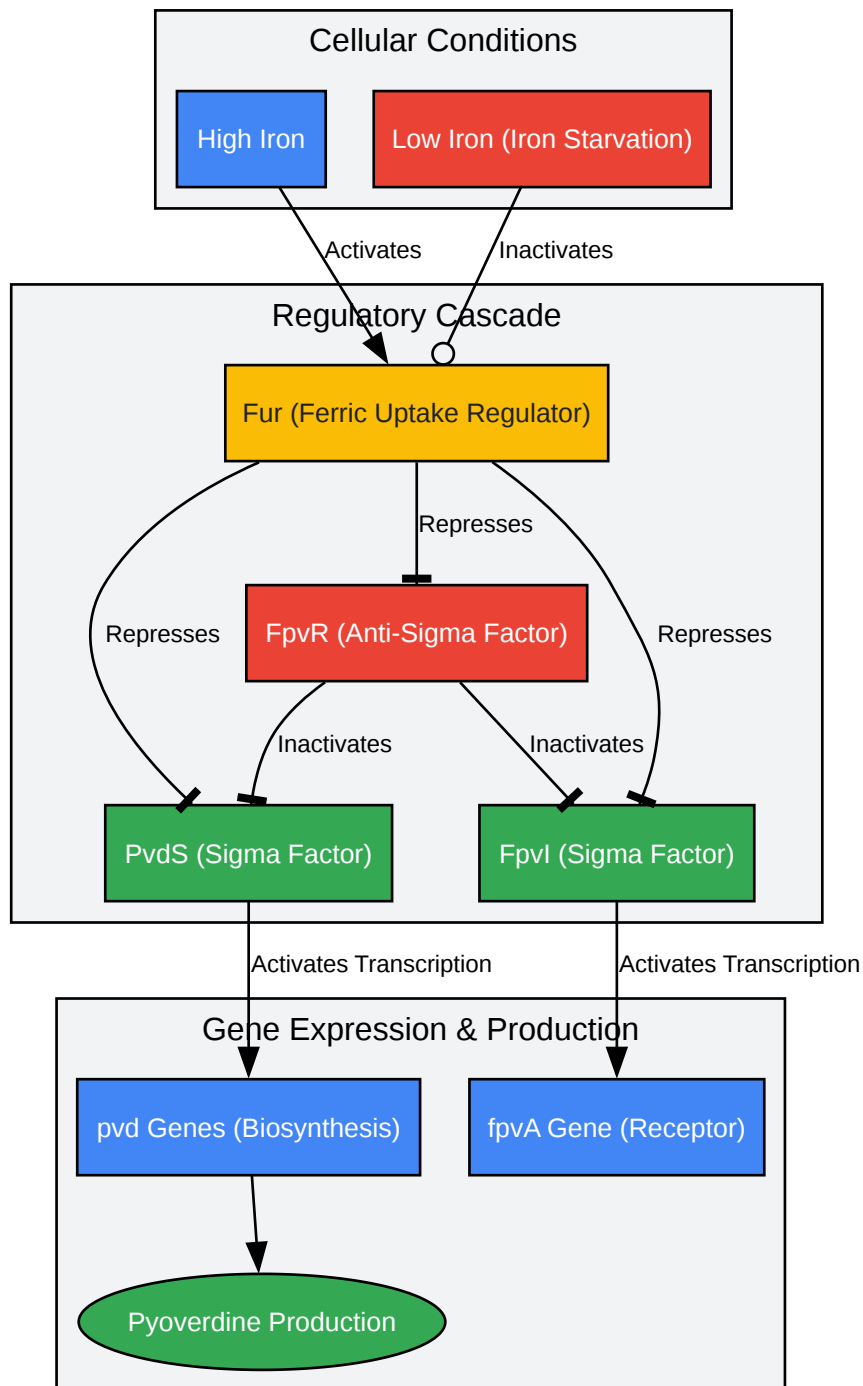 Cellular Conditions
High Iron
Low Iron (Iron Starvation)
Activates
Inactivates
Regulatory Cascade
Fur (Ferric Uptake Regulator)
Represses
FpvR (Anti-Sigma Factor)
Represses
Represses
Inactivates
Inactivates
PvdS (Sigma Factor)
FpvI (Sigma Factor)
Activates Transcription
Activates Transcription
Gene Expression & Production
pvd Genes (Biosynthesis)
fpvA Gene (Receptor)
Pyoverdine Production